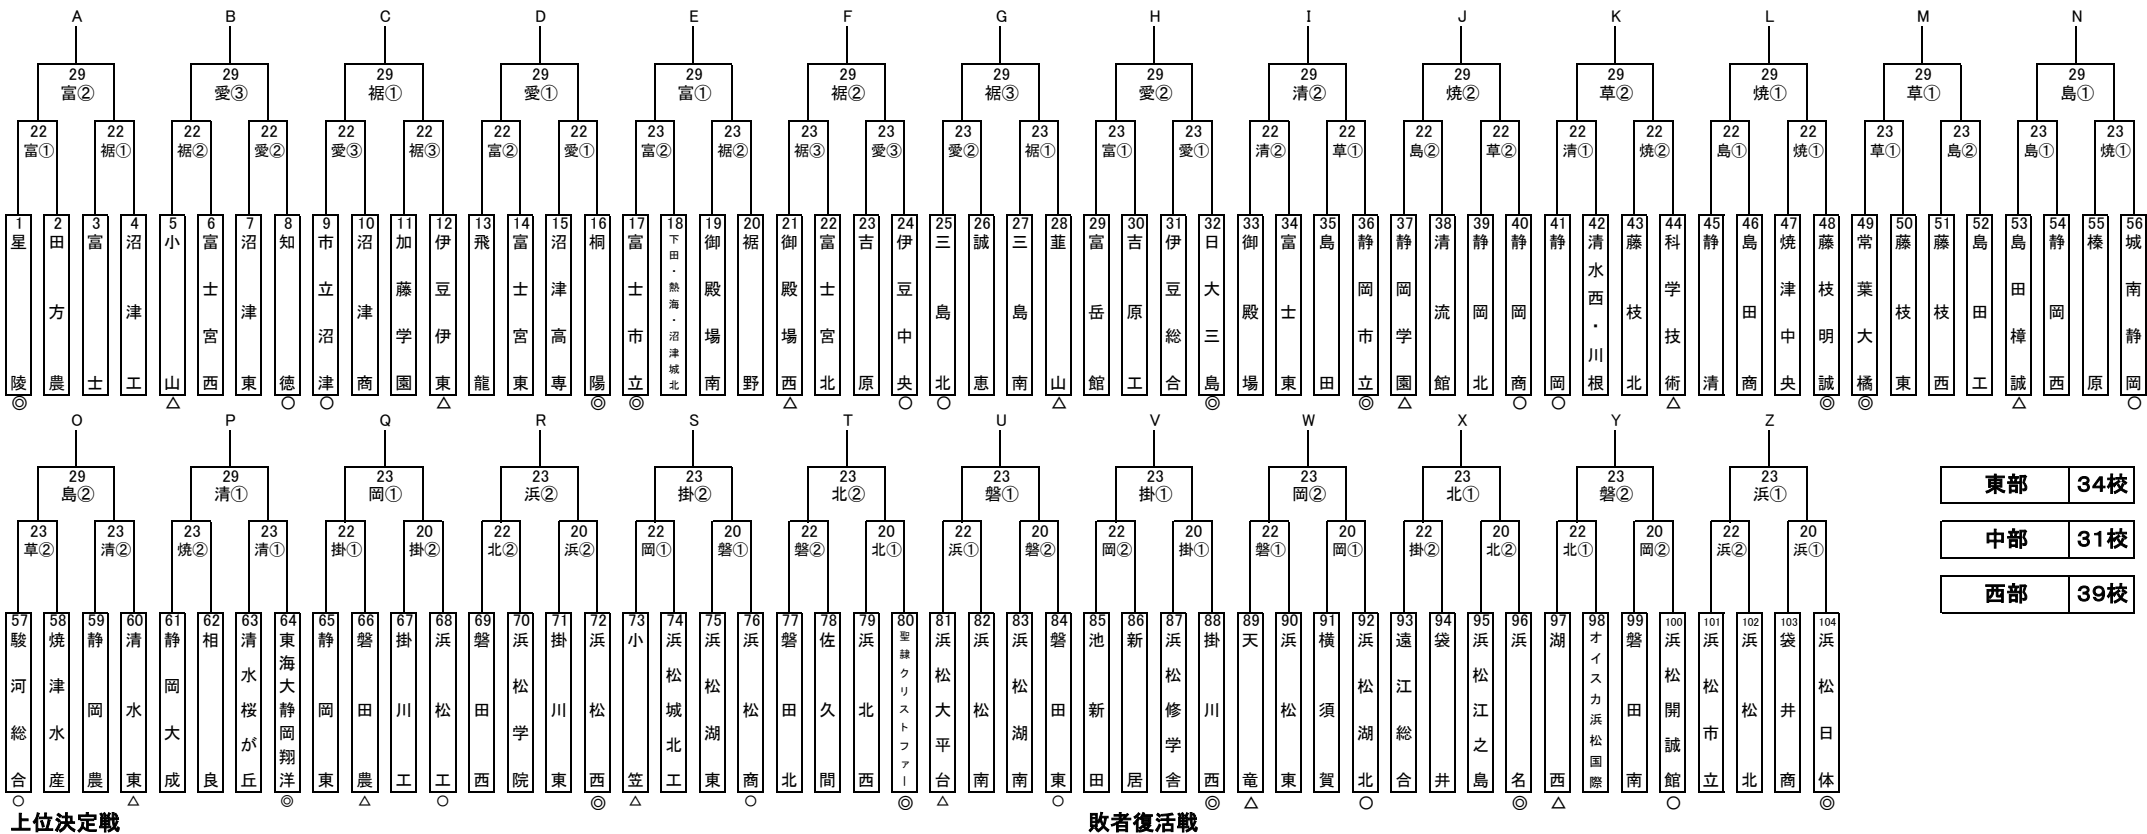 A B C D E F G H I J K L M N
29 29 29 29 29 29 29 29 29 29 29 29 29 29
富② 愛③ 裾① 愛① 富① 裾② 裾③ 愛② 清② 焼② 草② 焼① 草① 島①
22 22 22 22 22 22 22 22 23 23 23 23 23 23 23 23 22 22 22 22 22 22 22 22 23 23 23 23
富① 裾① 裾② 愛② 愛③ 裾③ 富② 愛① 富② 裾② 裾③ 愛③ 愛② 裾① 富① 愛① 清② 草① 島② 草② 清① 焼② 島① 焼① 草① 島② 島① 焼①
1 星陵 ◎
2 田方農
3 富士
4 沼津工
5 小山 △
6 富士宮西
7 沼津東
8 知徳 ○
9 市立沼津 ○
10 沼津商
11 加藤学園
12 伊豆伊東 △
13 飛龍
14 富士宮東
15 沼津高専
16 桐陽 ◎
17 富士市立 ◎
18 下田・熱海・沼津城北
19 御殿場南
20 裾野
21 御殿場西 △
22 富士宮北
23 吉原
24 伊豆中央 ○
25 三島北 ○
26 誠恵
27 三島南
28 韮山 △
29 富岳館
30 吉原工
31 伊豆総合
32 日大三島 ◎
33 御殿場
34 富士東
35 島田
36 静岡市立 ◎
37 静岡学園 △
38 清流館
39 静岡北
40 静岡商 ○
41 静岡 ○
42 清水西・川根
43 藤枝北
44 科学技術 △
45 静清
46 島田商
47 焼津中央
48 藤枝明誠 ◎
49 常葉大橘 ◎
50 藤枝東
51 藤枝西
52 島田工
53 島田樟誠 △
54 静岡西
55 榛原
56 城南静岡 ○
O P Q R S T U V W X Y Z
29 29 23 23 23 23 23 23 23 23 23 23
島② 清① 岡① 浜② 掛② 北② 磐① 掛① 岡② 北① 磐② 浜①
23 23 23 23 22 20 22 20 22 20 22 20 22 20 22 20 22 20 22 20 22 20 22 20
草② 清② 焼② 清① 掛① 掛② 北② 浜② 岡① 磐① 磐② 北① 浜① 磐② 岡② 掛① 磐① 岡① 掛② 北② 北① 岡② 浜② 浜①
57 駿河総合 ○
58 焼津水産
59 静岡農
60 清水東 △
61 静岡大成
62 相良
63 清水桜が丘
64 東海大静岡翔洋 ◎
65 静岡東
66 磐田農 △
67 掛川工
68 浜松工 ○
69 磐田西
70 浜松学院
71 掛川東
72 浜松西 ◎
73 小笠 △
74 浜松城北工
75 浜松湖東
76 浜松商 ○
77 磐田北
78 佐久間
79 浜北西
80 聖隷クリストファー ◎
81 浜松大平台 △
82 浜松南
83 浜松湖南
84 磐田東 ○
85 池新田
86 新居
87 浜松修学舎
88 掛川西 ◎
89 天竜 △
90 浜松東
91 横須賀
92 浜松湖北 ○
93 遠江総合
94 袋井
95 浜松江之島
96 浜名 ◎
97 湖西 △
98 オイスカ浜松国際
99 磐田南
100 浜松開誠館 ○
101 浜松市立
102 浜松北
103 袋井商
104 浜松日体 ◎
東部 34校
中部 31校
西部 39校
上位決定戦
敗者復活戦